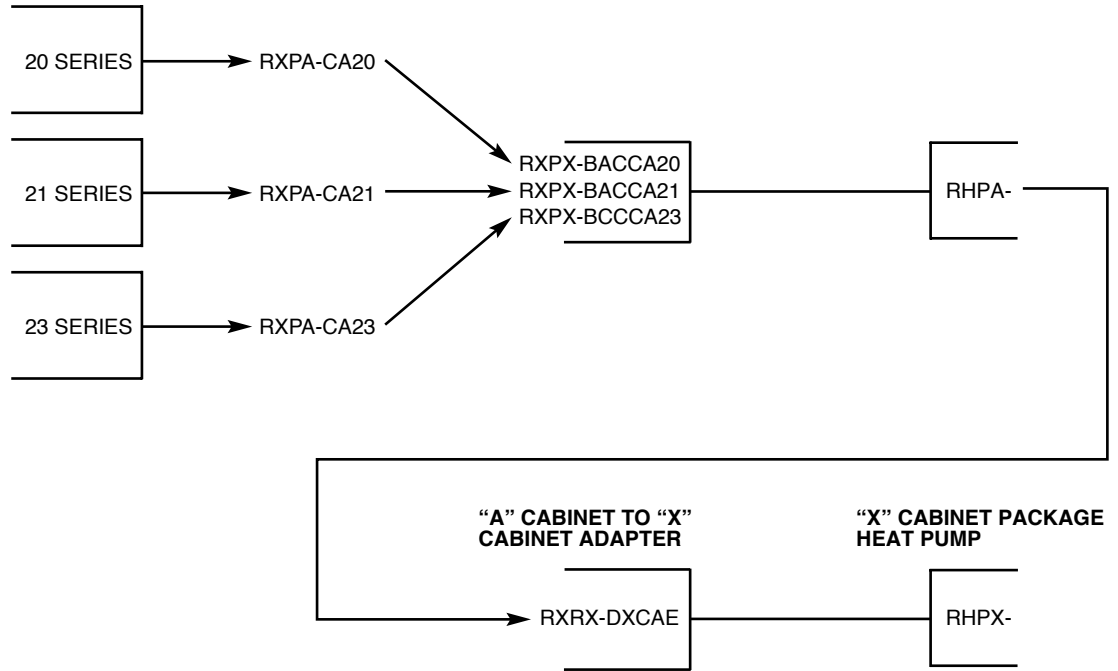 20 SERIES
RXPA-CA20
21 SERIES
RXPA-CA21
23 SERIES
RXPA-CA23
RXPX-BACCA20
RXPX-BACCA21
RXPX-BCCCA23
RHPA-
“A” CABINET TO “X”
CABINET ADAPTER
“X” CABINET PACKAGE
HEAT PUMP
RXRX-DXCAE
RHPX-